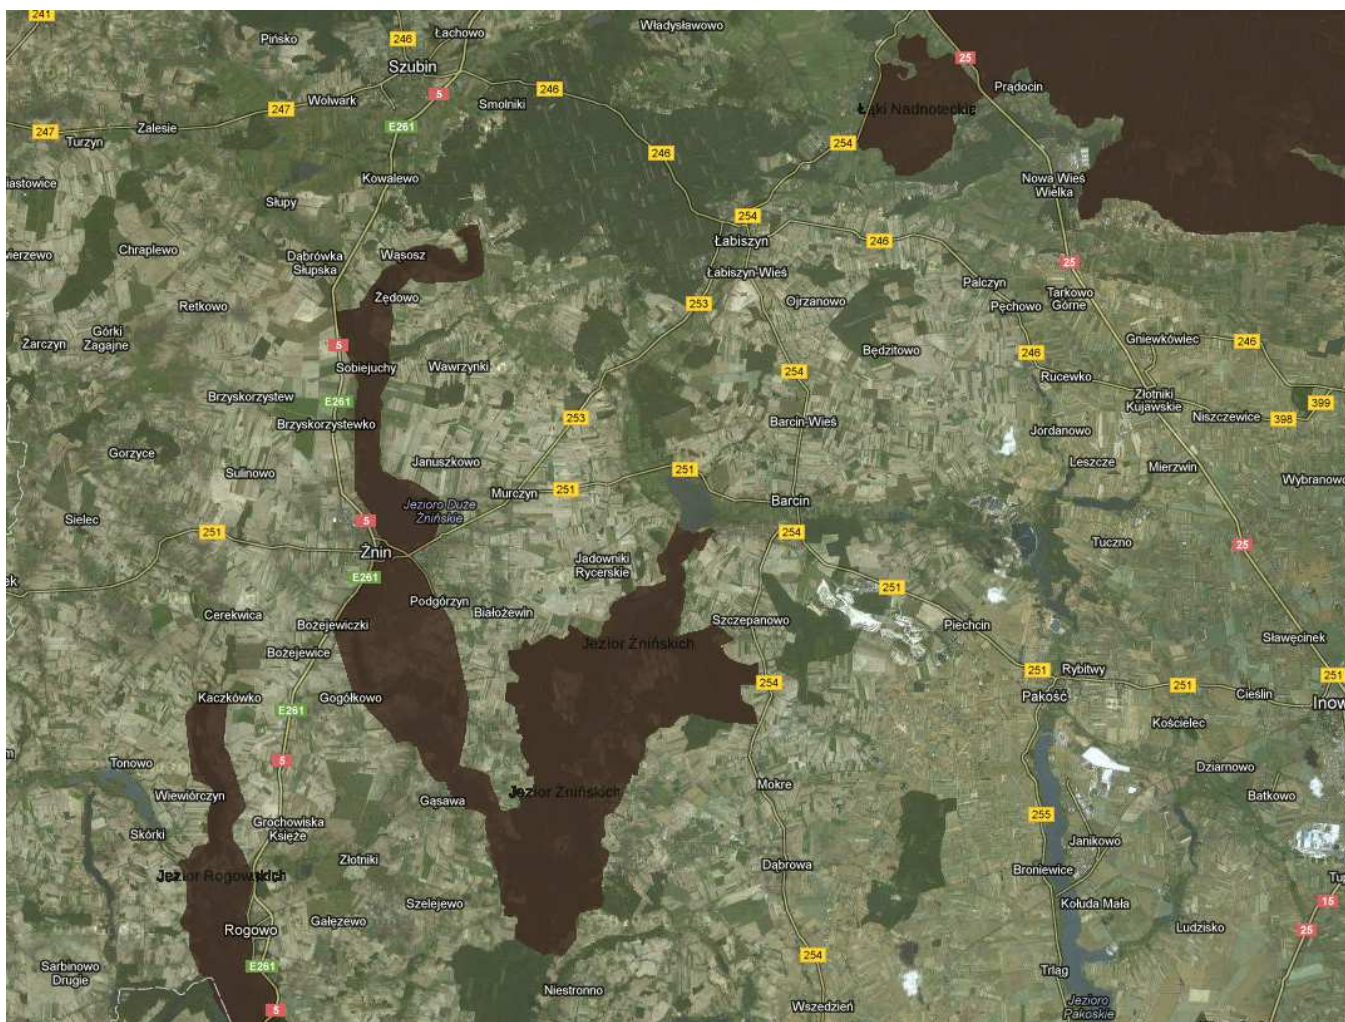 241
Pińsko
246
Łachowo
Władysławowo
Szubin
25
247
Wolwark
5
Smolniki
246
Prądocin
Łąki Nadnoteckie
247
Turzyn
Zalesie
E261
246
254
Kowalewo
Nowa Wieś
Wielka
Słupy
254
Łabiszyn
246
Chraplewo
Dąbrówka
Słupska
Wąsosz
Łabiszyn-Wieś
25
Palczyn
Retkowo
Żędowo
253
Ojrzanowo
Pęchowo
Tarkowo
Górne
Żarczyn
Górki
Zagajne
5
Sobiejuchy
Wawrzynki
Będzitowo
246
Gniewkówiec
246
254
Rucewko
Brzyskorzystew
E261
Złotniki
Kujawskie
399
Brzyskorzystewko
253
Barcin-Wieś
Niszczewice
398
Jordanowo
Gorzyce
Sulinowo
Januszkowo
251
Leszcze
Mierzwin
Wybranowo
Murczyn
251
Barcin
Jezioro Duże
Żnińskie
Sielec
251
5
254
Tuczno
25
Żnin
Jadowniki
Rycerskie
E261
251
Cerekwica
Podgórzyn
Białożewin
Bożejewiczki
Szczepanowo
Piechcin
Sławęcinek
Jezior Żnińskich
Bożejewice
251
Rybitwy
254
251
251
Kaczkówko
Gogółkowo
Pakość
Cieślin
E261
Kościelec
Tonowo
5
Dziarnowo
Wiewiórczyn
Gąsawa
Jezior Żnińskich
Mokre
Batkowo
Skórki
Grochowiska
Księże
255
Janikowo
Złotniki
Dąbrowa
Broniewice
Jezior Rogowskich
Szelejewo
Kołuda Mała
15
Rogowo
Gałęzewo
Ludzisko
25
Sarbinowo
Drugie
E261
254
Trląg
Niestronno
5
Wszedzień
Jezioro
Pakoskie